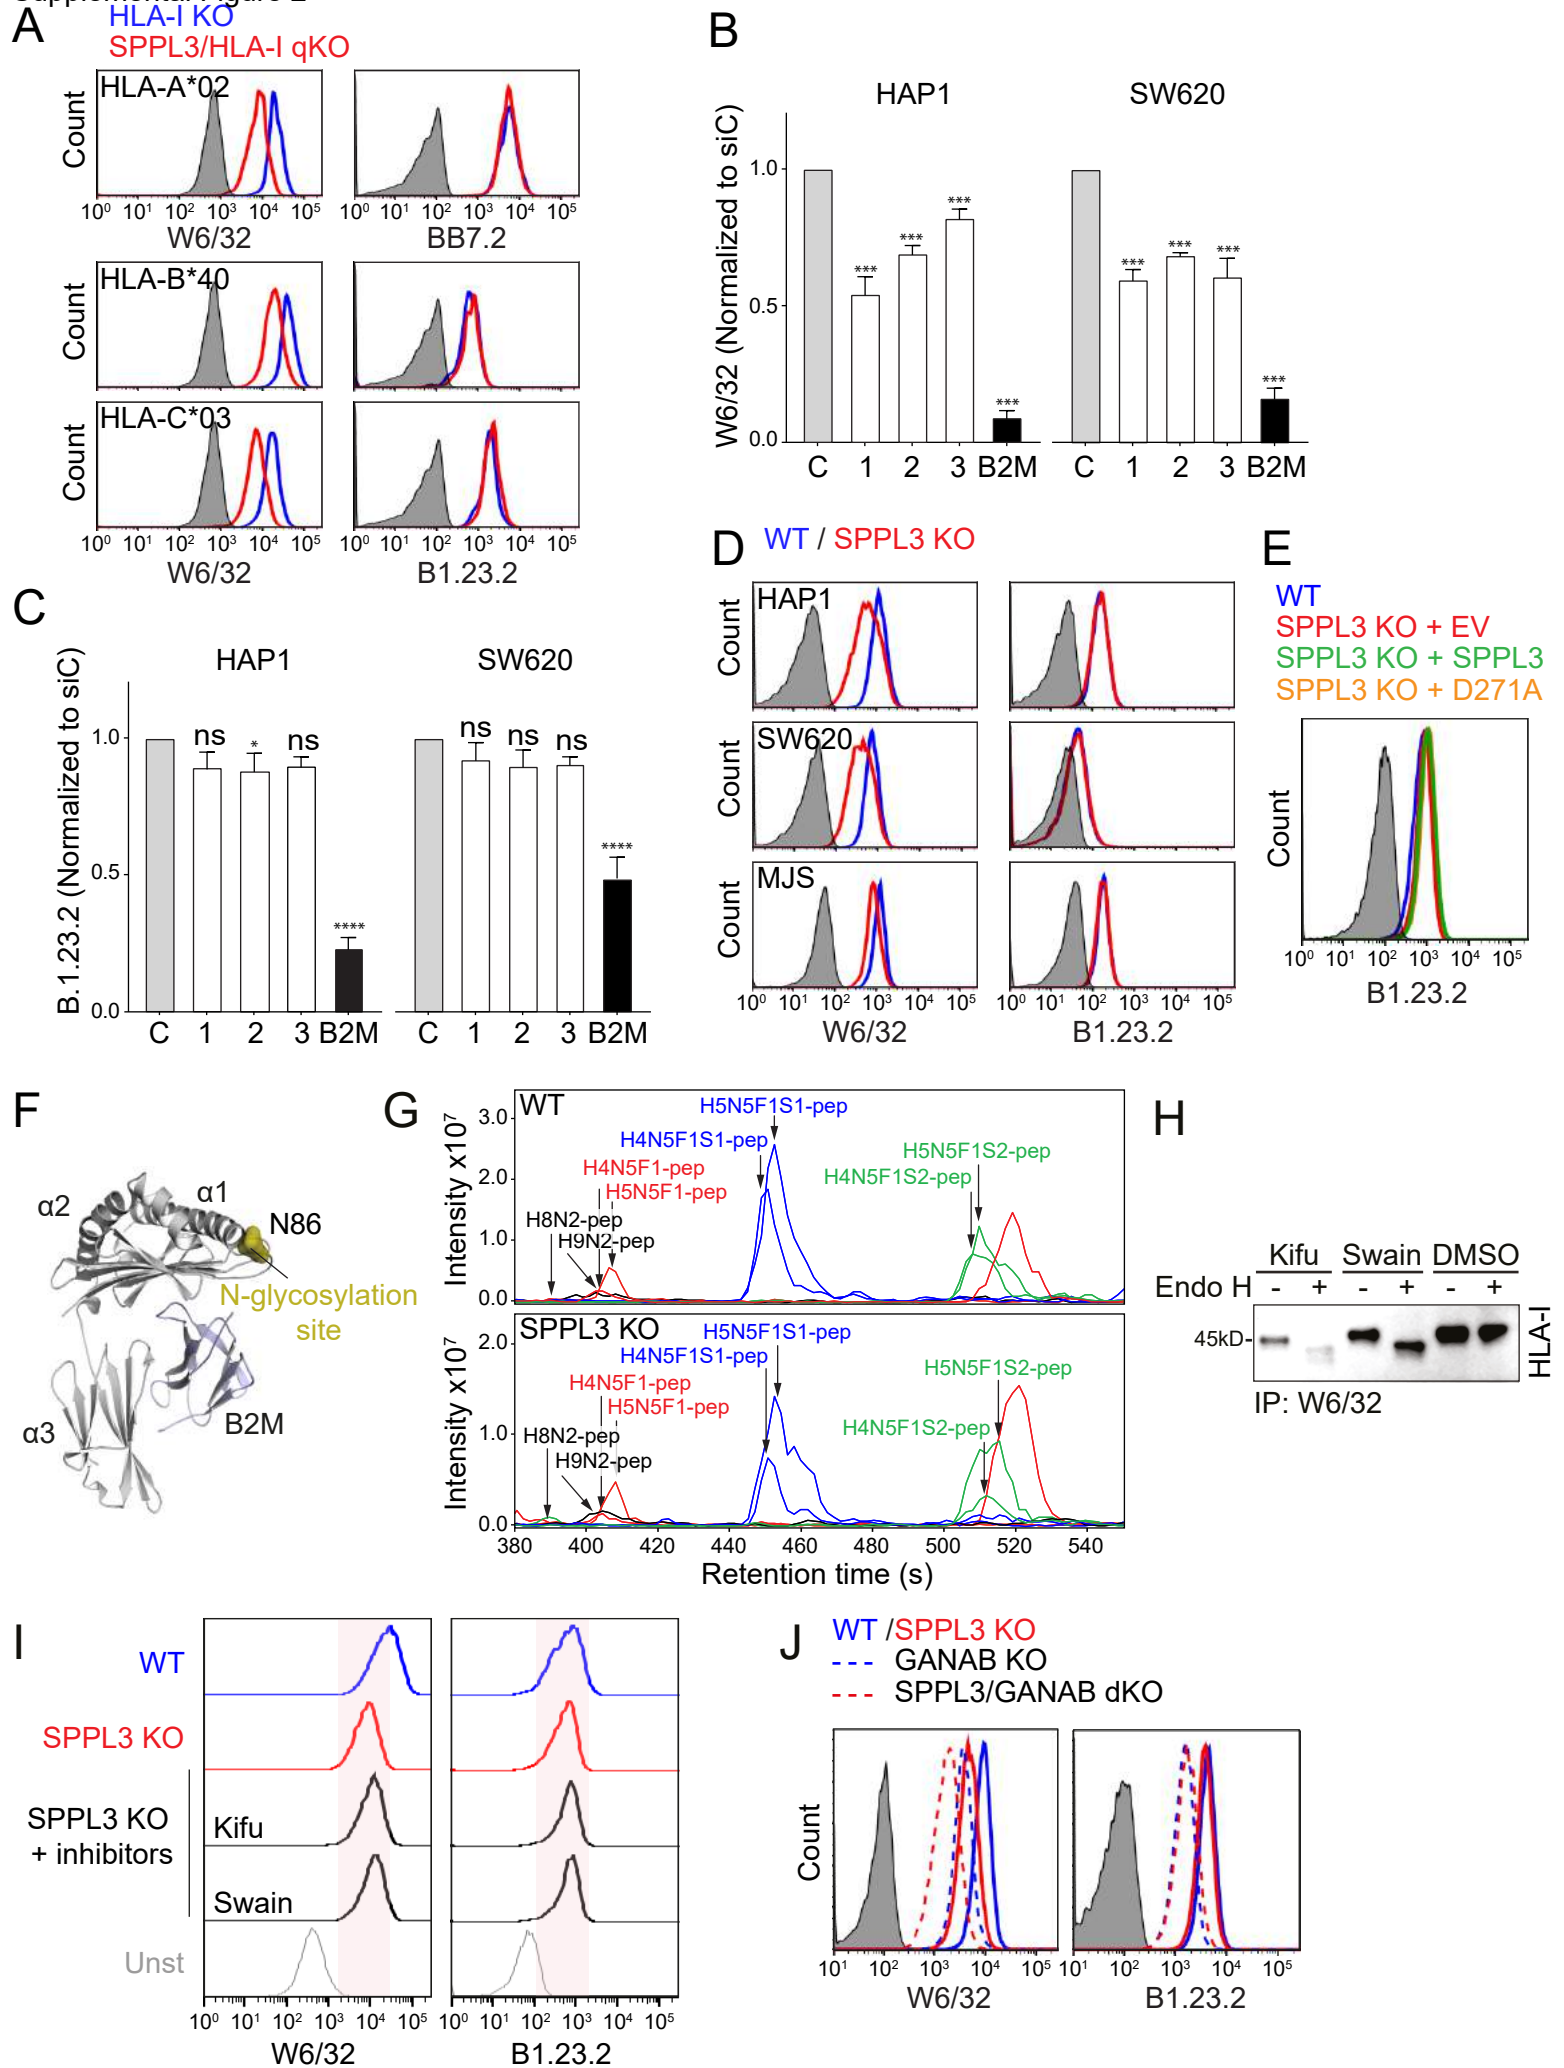 Supplemental Figure 2
A
HLA-I KO
SPPL3/HLA-I qKO
HLA-A*02
Count
10⁰ 10¹ 10² 10³ 10⁴ 10⁵
W6/32
10⁰ 10¹ 10² 10³ 10⁴ 10⁵
BB7.2
HLA-B*40
Count
HLA-C*03
Count
10⁰ 10¹ 10² 10³ 10⁴ 10⁵
W6/32
10⁰ 10¹ 10² 10³ 10⁴ 10⁵
B1.23.2
B
HAP1
SW620
W6/32 (Normalized to siC)
1.0
0.5
0.0
*** *** *** ***
*** *** *** ***
C 1 2 3 B2M
C 1 2 3 B2M
C
HAP1
SW620
B.1.23.2 (Normalized to siC)
1.0
0.5
0.0
ns * ns ****
ns ns ns ****
C 1 2 3 B2M
C 1 2 3 B2M
D
WT / SPPL3 KO
HAP1
Count
SW620
Count
MJS
Count
10⁰ 10¹ 10² 10³ 10⁴ 10⁵
W6/32
10⁰ 10¹ 10² 10³ 10⁴ 10⁵
B1.23.2
E
WT
SPPL3 KO + EV
SPPL3 KO + SPPL3
SPPL3 KO + D271A
Count
10⁰ 10¹ 10² 10³ 10⁴ 10⁵
B1.23.2
F
α2
α1
N86
N-glycosylation
site
α3
B2M
G
WT
Intensity x10⁷
3.0
2.0
1.0
0.0
H5N5F1S1-pep
H4N5F1S1-pep
H4N5F1-pep
H5N5F1-pep
H8N2-pep
H9N2-pep
H5N5F1S2-pep
H4N5F1S2-pep
SPPL3 KO
Intensity x10⁷
2.0
1.0
0.0
H5N5F1S1-pep
H4N5F1S1-pep
H4N5F1-pep
H5N5F1-pep
H8N2-pep
H9N2-pep
H5N5F1S2-pep
H4N5F1S2-pep
380 400 420 440 460 480 500 520 540
Retention time (s)
H
Kifu Swain DMSO
Endo H - + - + - +
45kD-
HLA-I
IP: W6/32
I
WT
SPPL3 KO
SPPL3 KO
+ inhibitors
Kifu
Swain
Unst
10⁰ 10¹ 10² 10³ 10⁴ 10⁵
W6/32
10⁰ 10¹ 10² 10³ 10⁴ 10⁵
B1.23.2
J
WT /SPPL3 KO
GANAB KO
SPPL3/GANAB dKO
Count
10¹ 10² 10³ 10⁴ 10⁵
W6/32
10¹ 10² 10³ 10⁴ 10⁵
B1.23.2